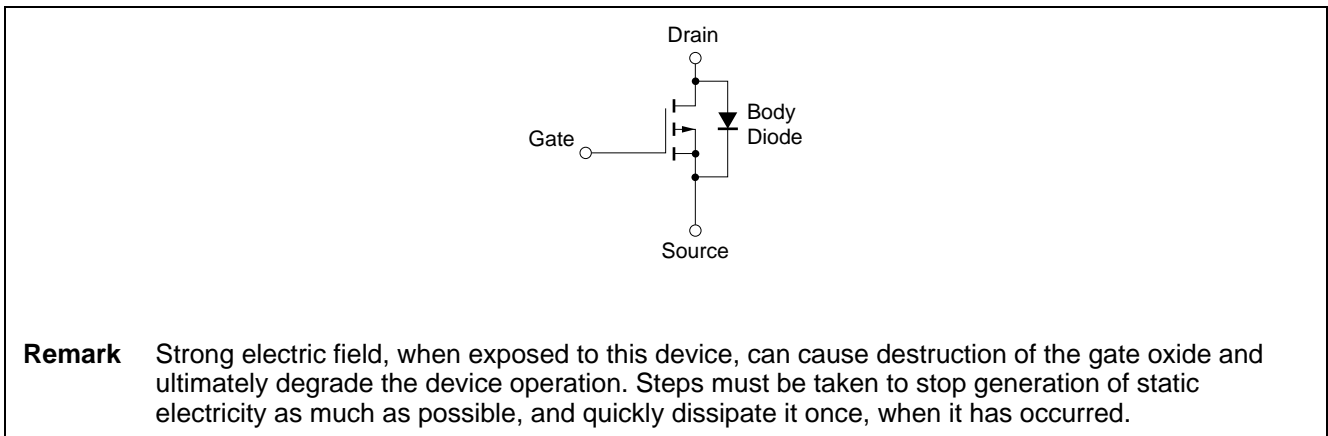 Drain
Body
Diode
Gate
Source
Remark Strong electric field, when exposed to this device, can cause destruction of the gate oxide and
ultimately degrade the device operation. Steps must be taken to stop generation of static
electricity as much as possible, and quickly dissipate it once, when it has occurred.